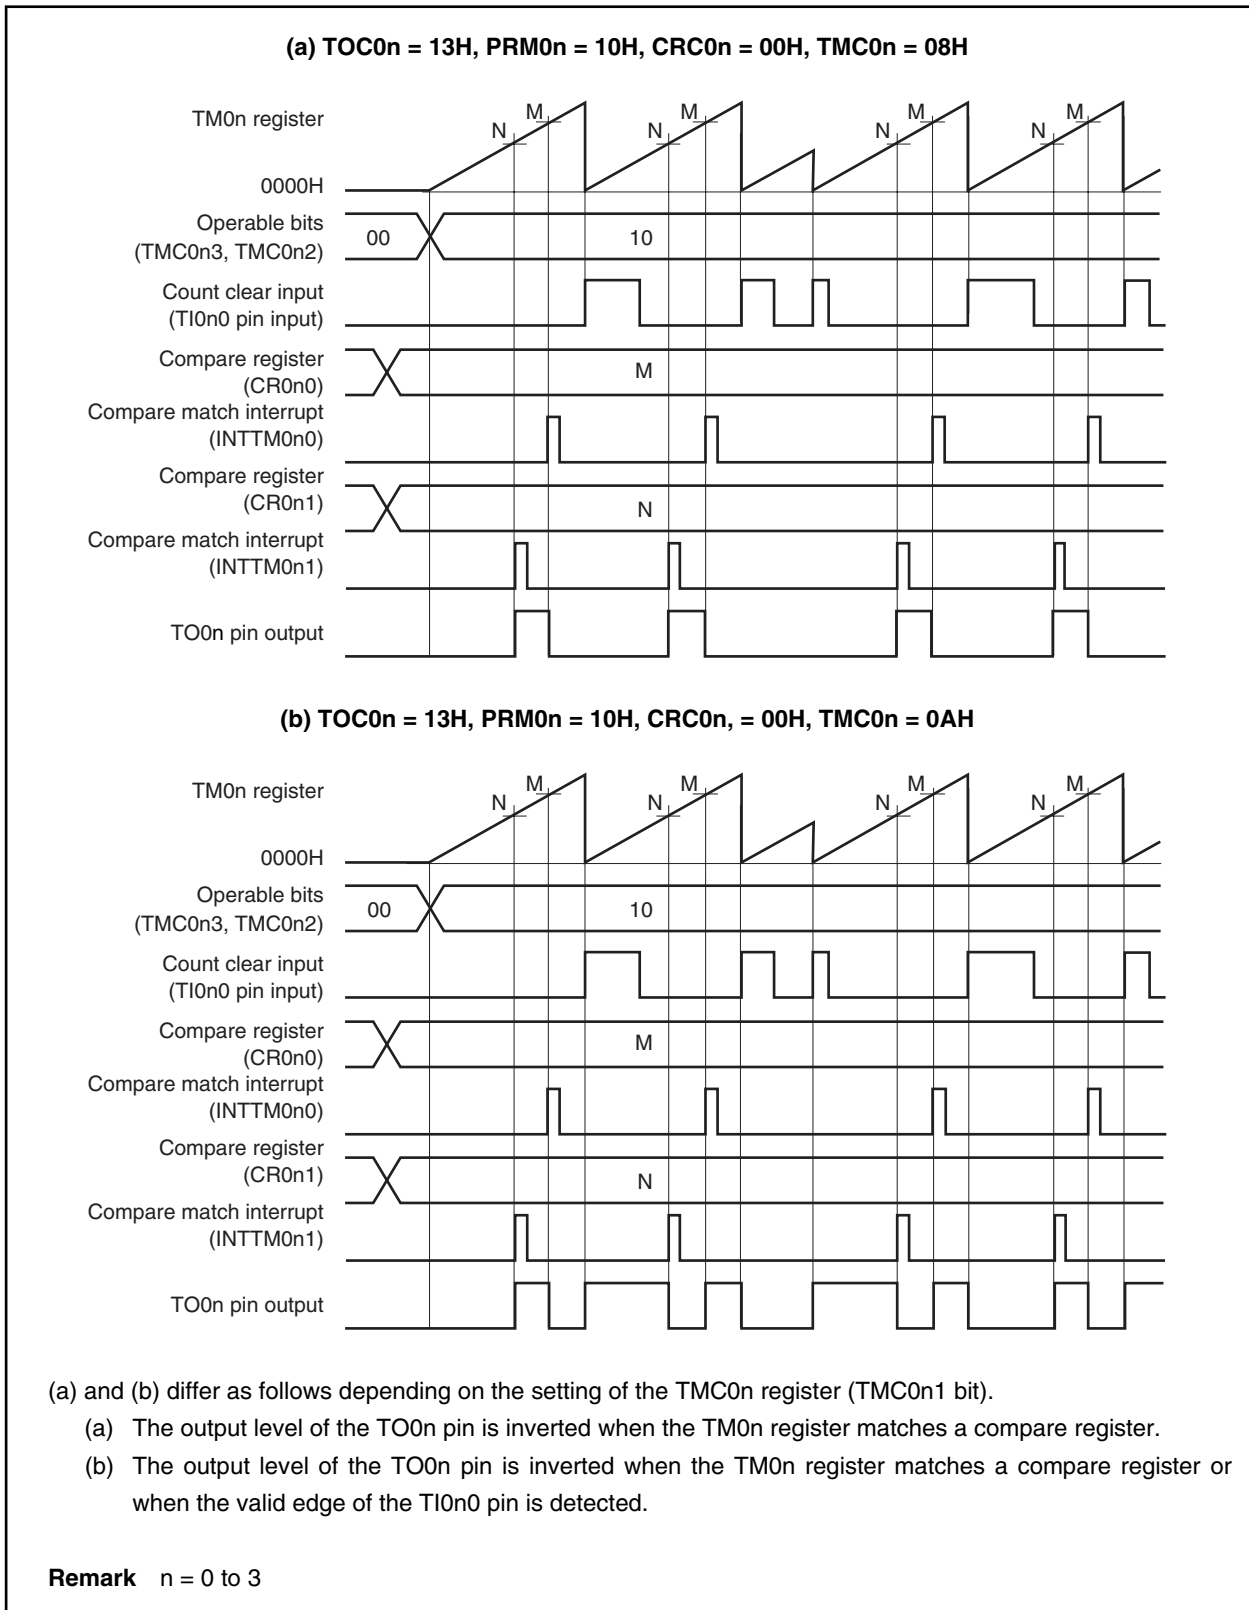 (a) TOC0n = 13H, PRM0n = 10H, CRC0n = 00H, TMC0n = 08H
TM0n register
N
M
N
M
N
M
N
M
0000H
Operable bits
(TMC0n3, TMC0n2)
00
10
Count clear input
(TI0n0 pin input)
Compare register
(CR0n0)
M
Compare match interrupt
(INTTM0n0)
Compare register
(CR0n1)
N
Compare match interrupt
(INTTM0n1)
TO0n pin output
(b) TOC0n = 13H, PRM0n = 10H, CRC0n, = 00H, TMC0n = 0AH
TM0n register
N
M
N
M
N
M
N
M
0000H
Operable bits
(TMC0n3, TMC0n2)
00
10
Count clear input
(TI0n0 pin input)
Compare register
(CR0n0)
M
Compare match interrupt
(INTTM0n0)
Compare register
(CR0n1)
N
Compare match interrupt
(INTTM0n1)
TO0n pin output
(a) and (b) differ as follows depending on the setting of the TMC0n register (TMC0n1 bit).
(a) The output level of the TO0n pin is inverted when the TM0n register matches a compare register.
(b) The output level of the TO0n pin is inverted when the TM0n register matches a compare register or
when the valid edge of the TI0n0 pin is detected.
Remark n = 0 to 3